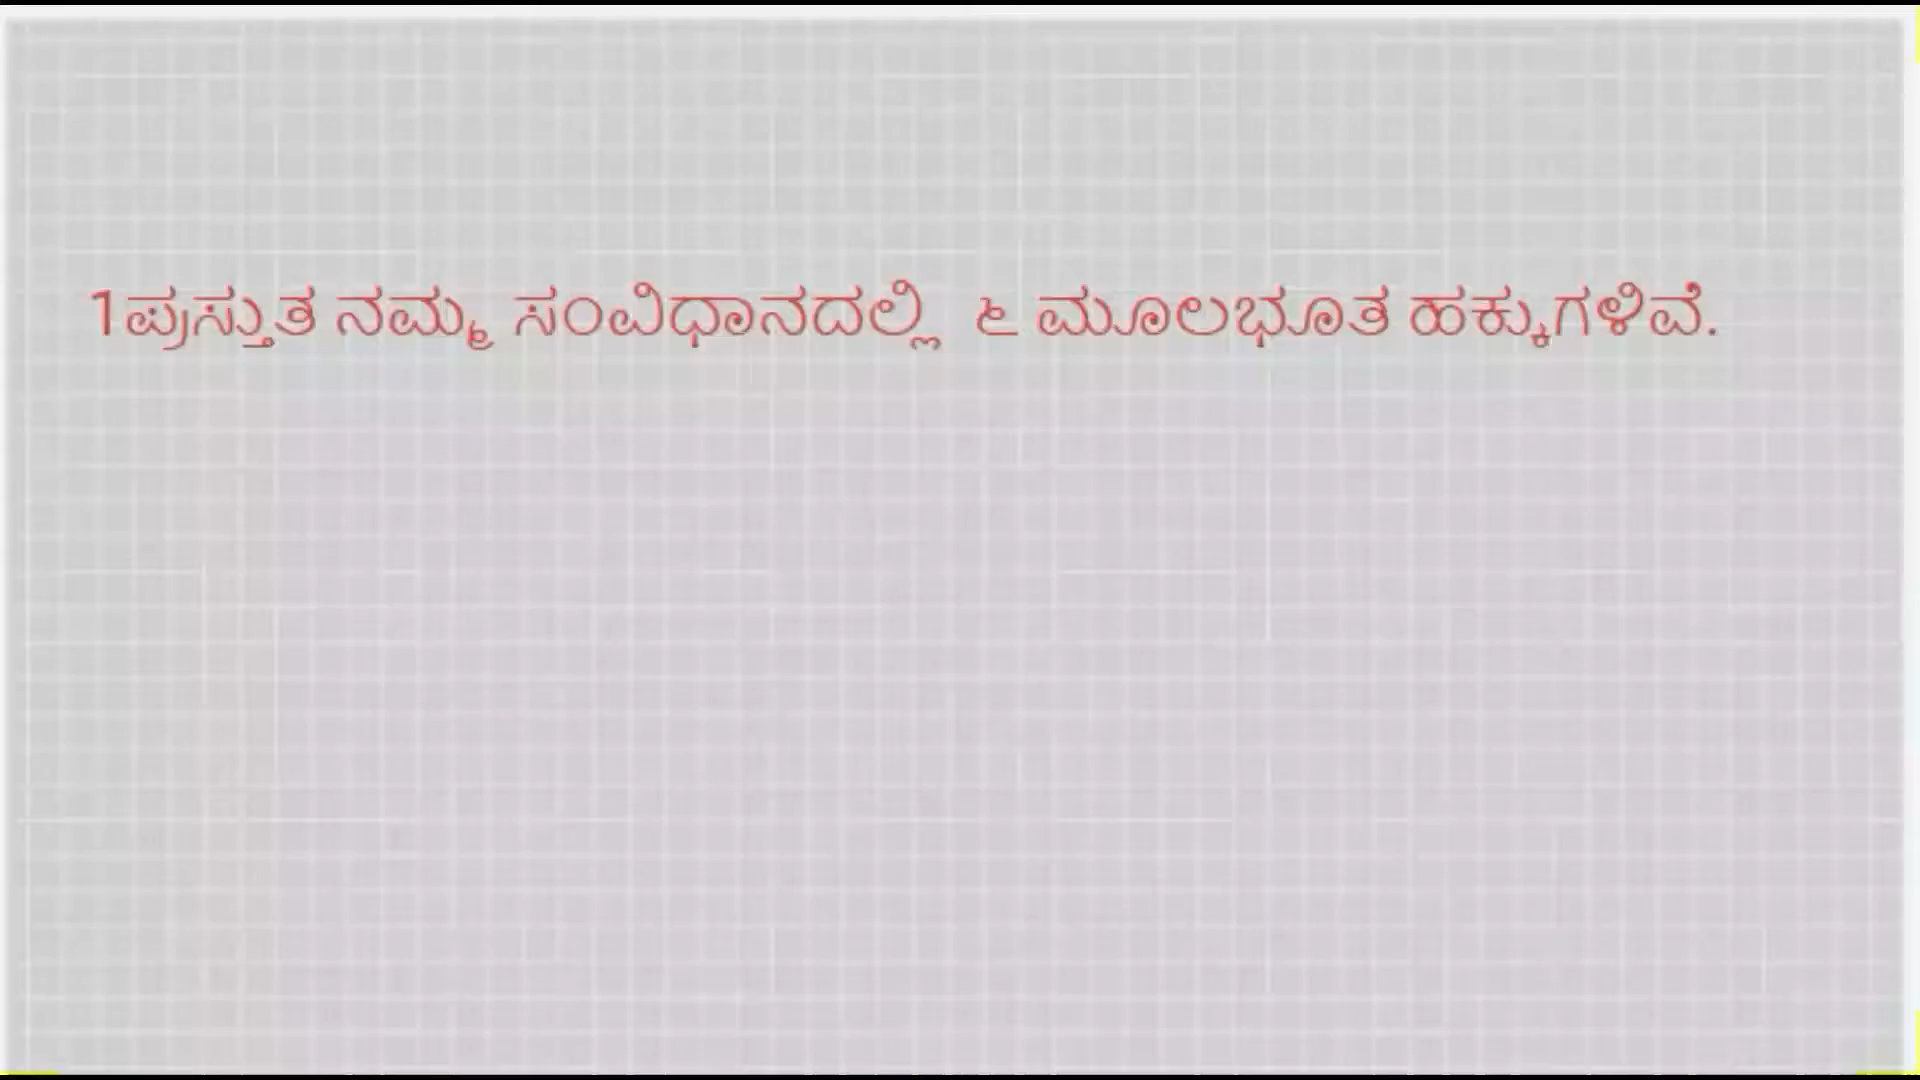 1ಪ್ರಸ್ತುತ ನಮ್ಮ ಸಂವಿಧಾನದಲ್ಲಿ ೬ ಮೂಲಭೂತ ಹಕ್ಕುಗಳಿವೆ.